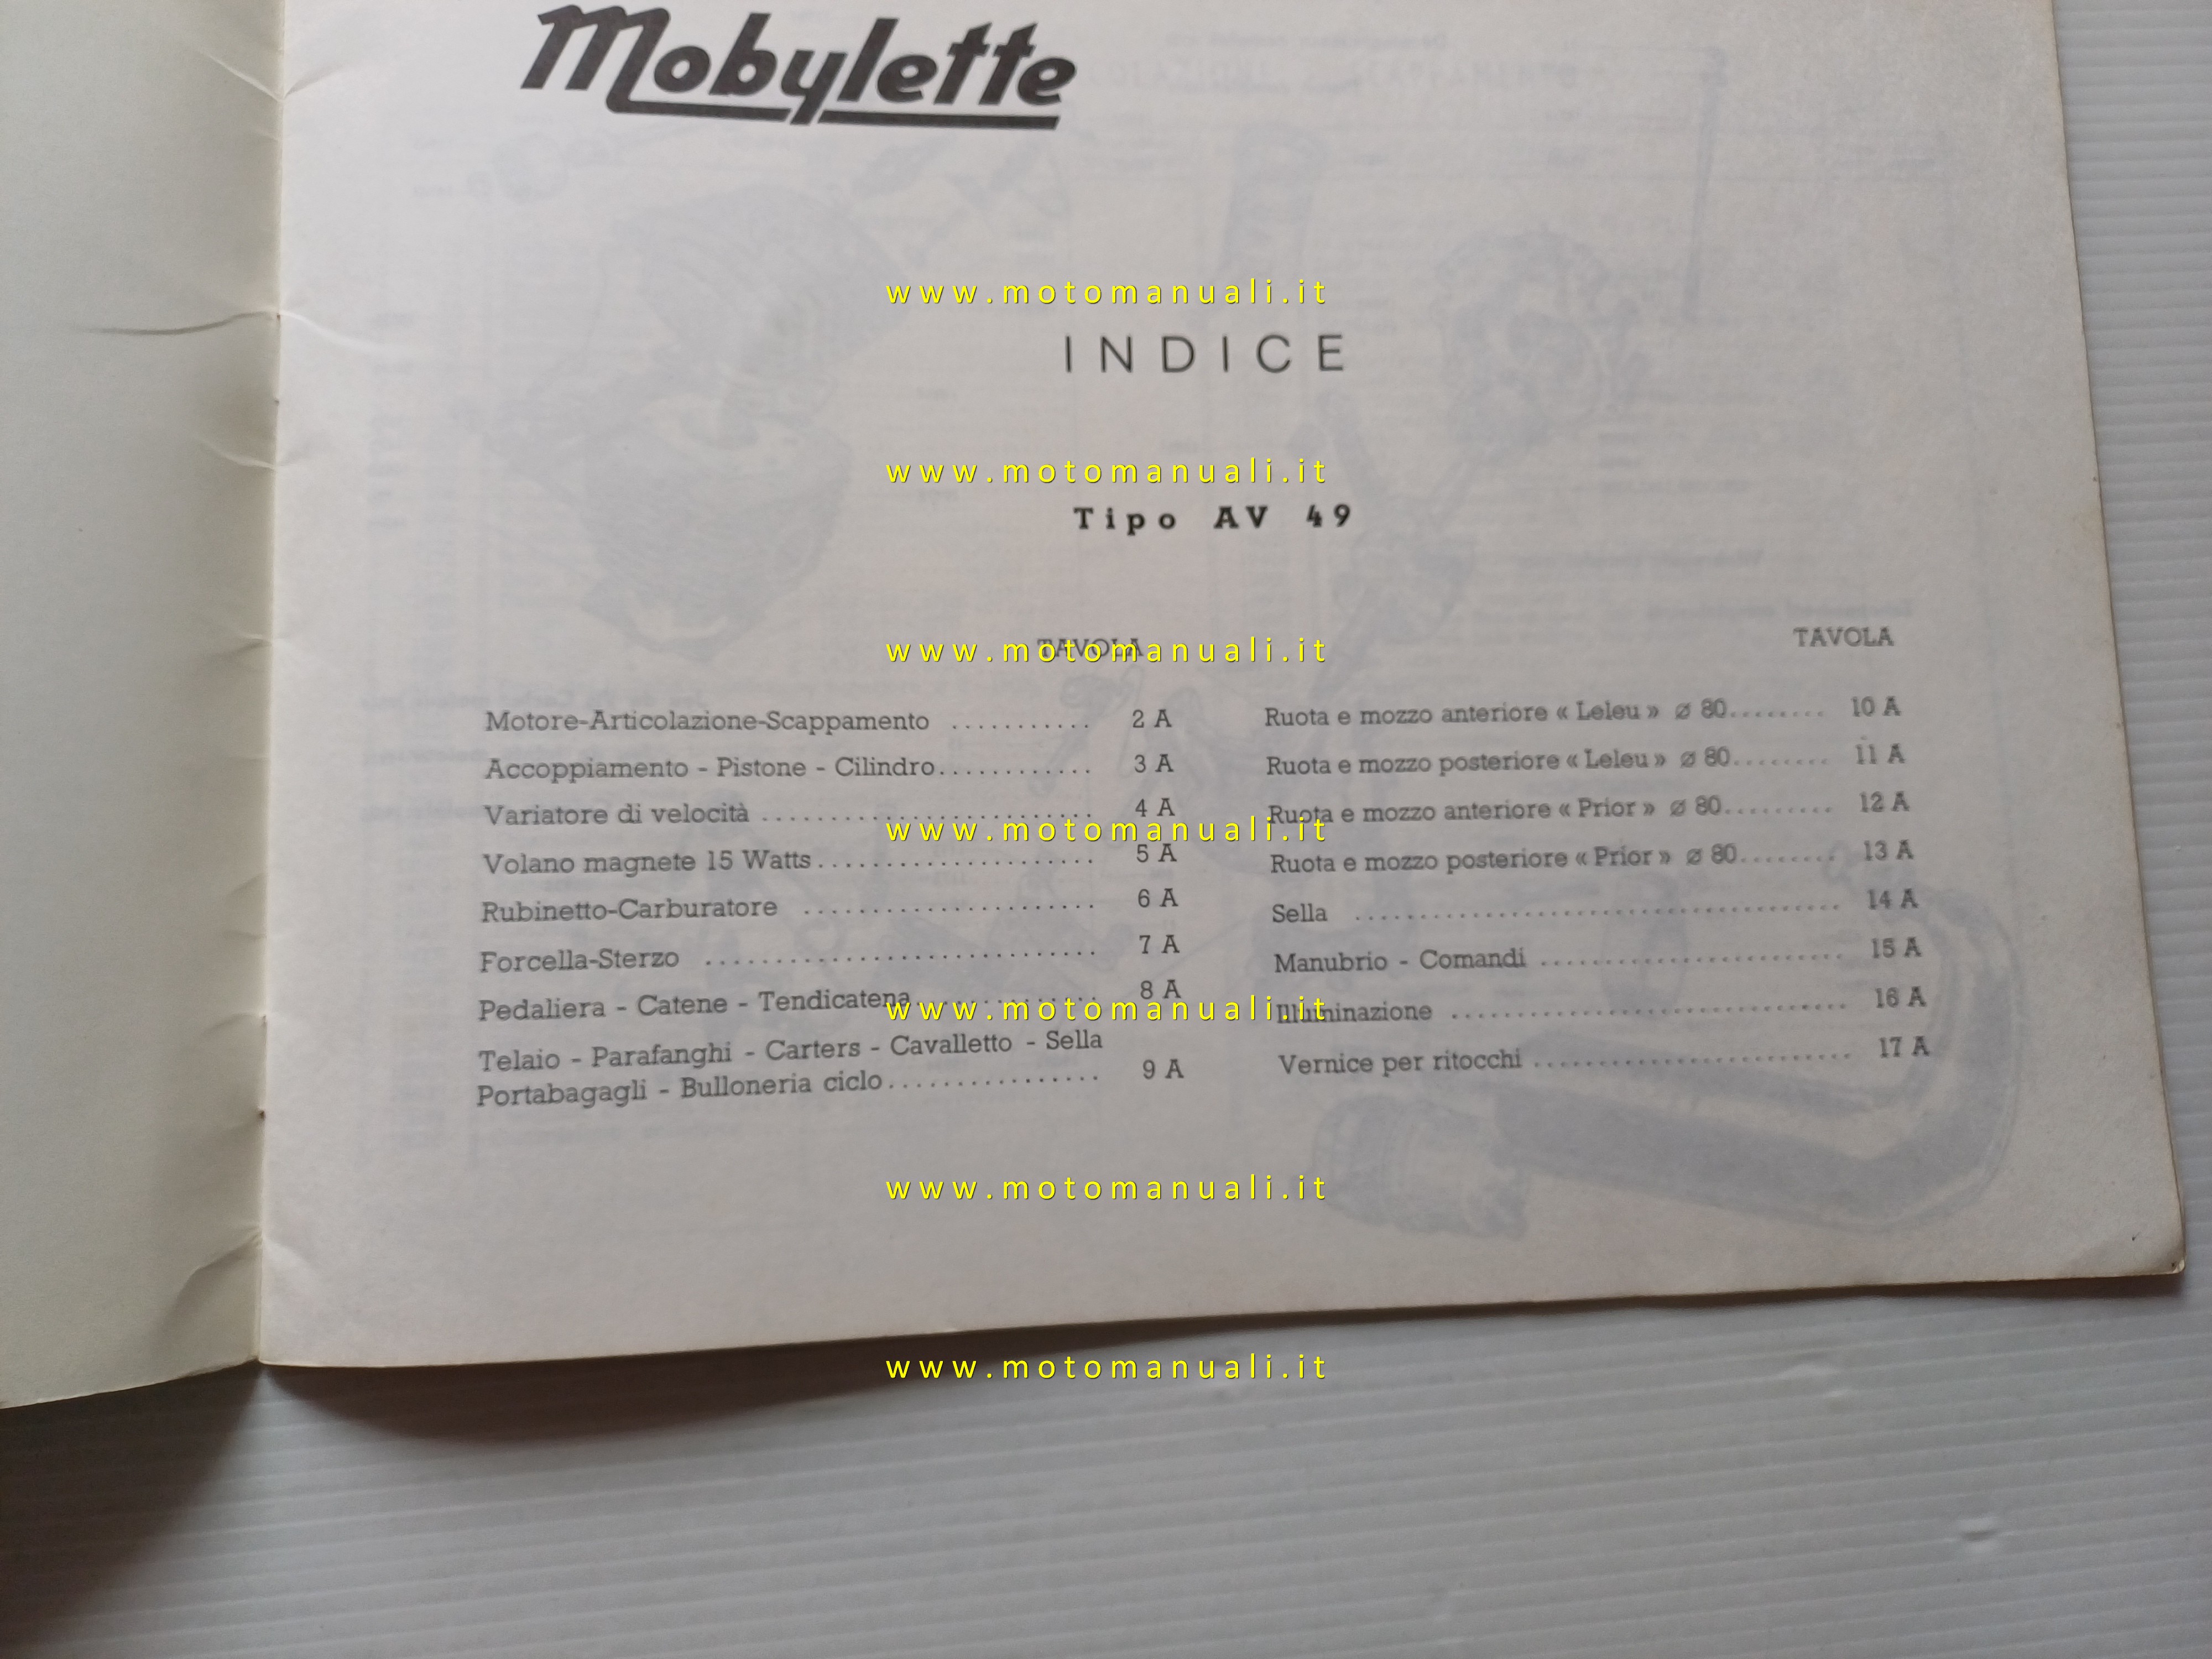 Mobylette
www.motomanuali.it
INDICE
www.motomanuali.it
Tipo AV 49
www.motomanuali.it
TAVOLA
Motore-Articolazione-Scappamento ........... 2 A
Accoppiamento - Pistone - Cilindro............ 3 A
Variatore di velocità .......................... 4 A
Volano magnete 15 Watts...................... 5 A
Rubinetto-Carburatore ....................... 6 A
Forcella-Sterzo .............................. 7 A
Pedaliera - Catene - Tendicatena.............. 8 A
Telaio - Parafanghi - Carters - Cavalletto - Sella
Portabagagli - Bulloneria ciclo................ 9 A
TAVOLA
Ruota e mozzo anteriore « Leleu » ø 80........ 10 A
Ruota e mozzo posteriore « Leleu » ø 80........ 11 A
Ruota e mozzo anteriore « Prior » ø 80......... 12 A
Ruota e mozzo posteriore « Prior » ø 80........ 13 A
Sella ...................................... 14 A
Manubrio - Comandi ........................ 15 A
Illuminazione ............................... 16 A
Vernice per ritocchi ......................... 17 A
www.motomanuali.it
www.motomanuali.it
www.motomanuali.it
www.motomanuali.it